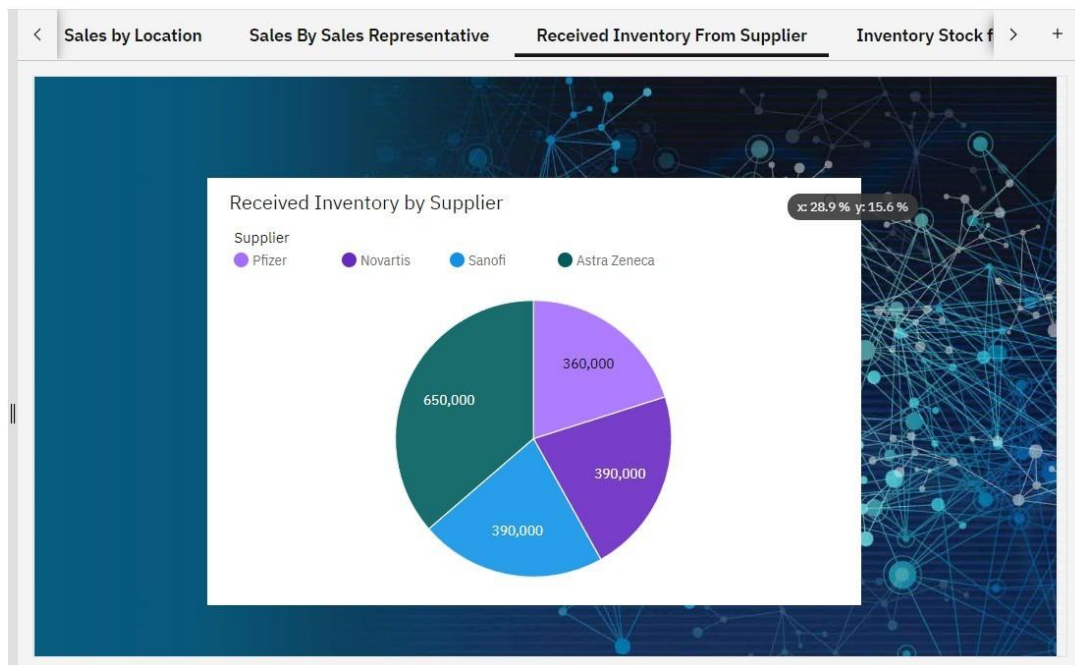 Sales by Location Sales By Sales Representative Received Inventory From Supplier Inventory Stock f
Received Inventory by Supplier
x: 28.9 % y: 15.6 %
Supplier
Pfizer Novartis Sanofi Astra Zeneca
360,000
650,000
390,000
390,000